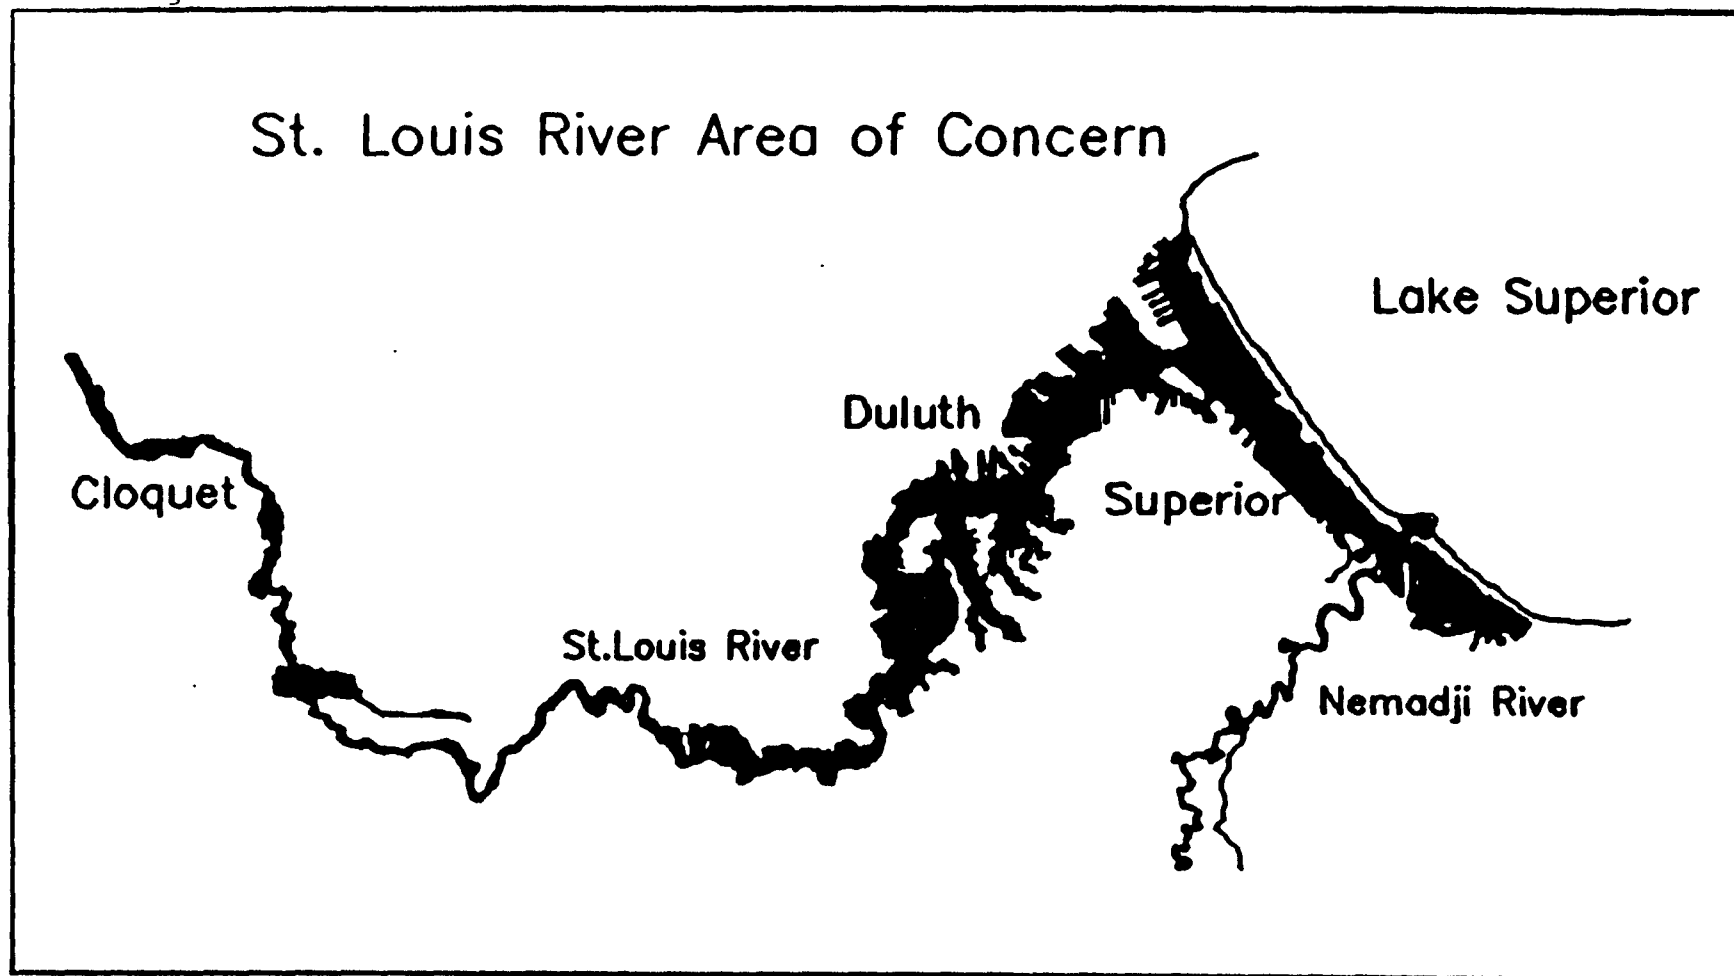 St. Louis River Area of Concern
Lake Superior
Duluth
Cloquet
Superior
St.Louis River
Nemadji River